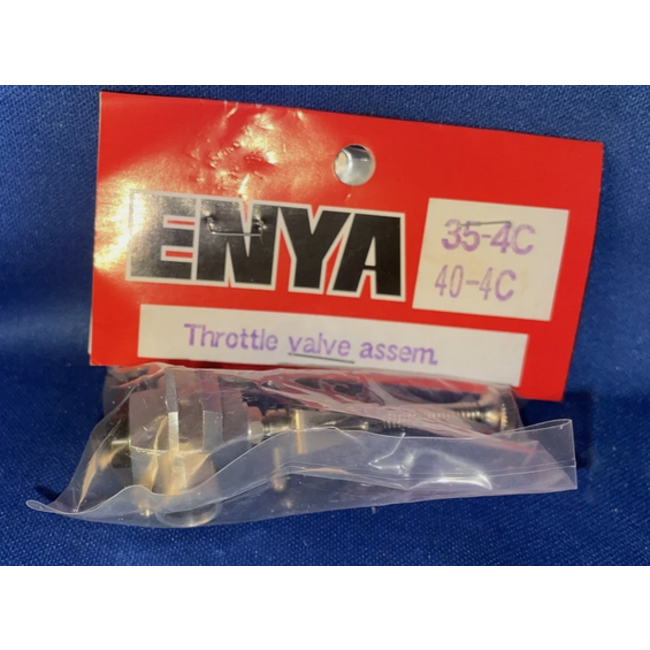 ENYA
35-4C
40-4C
Throttle valve assem.